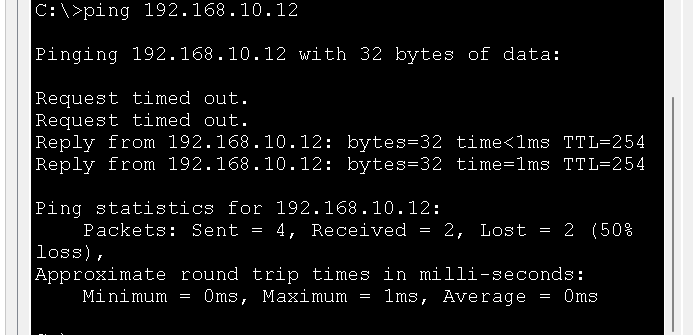 C:\>ping 192.168.10.12
Pinging 192.168.10.12 with 32 bytes of data:
Request timed out.
Request timed out.
Reply from 192.168.10.12: bytes=32 time<1ms TTL=254
Reply from 192.168.10.12: bytes=32 time=1ms TTL=254
Ping statistics for 192.168.10.12:
    Packets: Sent = 4, Received = 2, Lost = 2 (50%
loss),
Approximate round trip times in milli-seconds:
    Minimum = 0ms, Maximum = 1ms, Average = 0ms